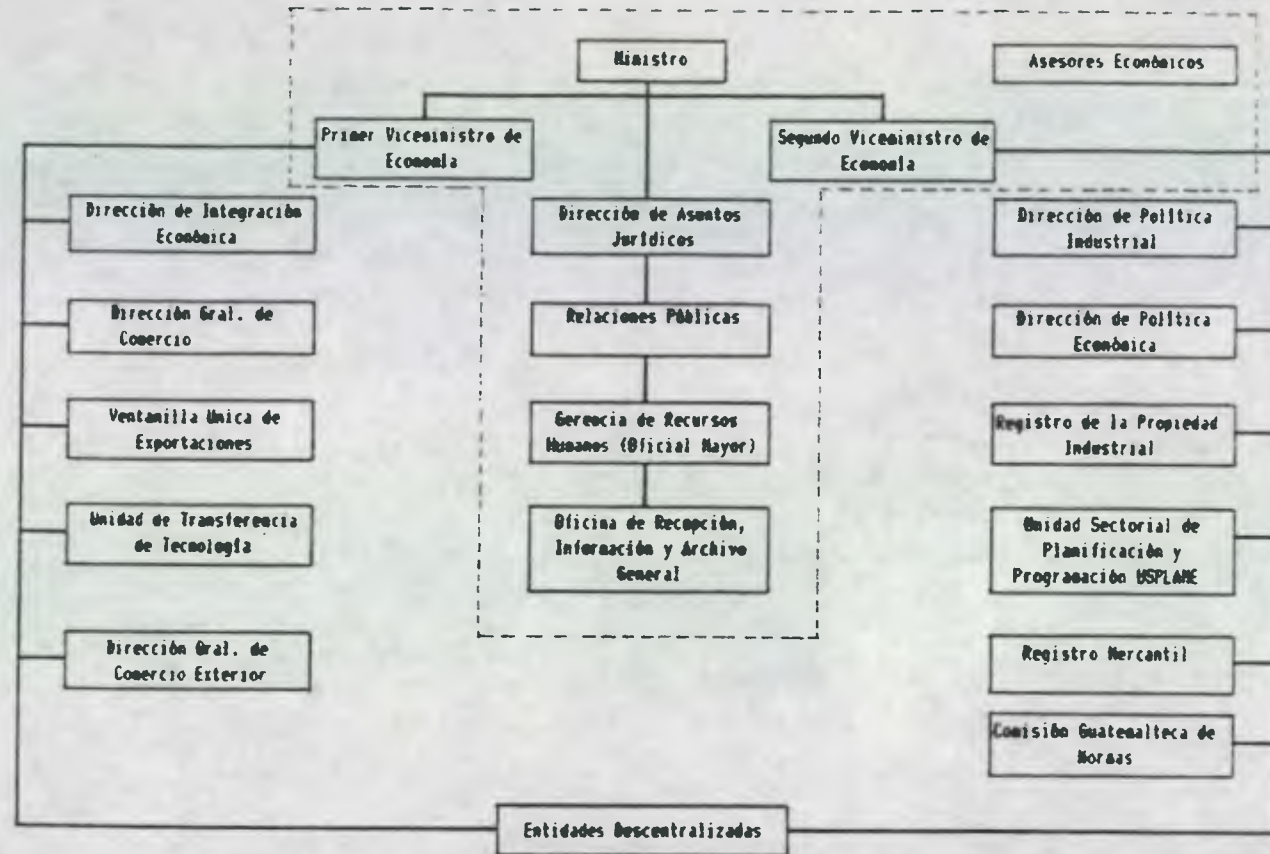 Ministro
Asesores Económicos
Primer Viceministro de
Economía
Segundo Viceministro de
Economía
Dirección de Integración
Económica
Dirección Gral. de
Comercio
Ventanilla Unica de
Exportaciones
Unidad de Transferencia
de Tecnología
Dirección Gral. de
Comercio Exterior
Dirección de Asuntos
Jurídicos
Relaciones Públicas
Gerencia de Recursos
Humanos (Oficial Mayor)
Oficina de Recepción,
Información y Archivo
General
Dirección de Política
Industrial
Dirección de Política
Económica
Registro de la Propiedad
Industrial
Unidad Sectorial de
Planificación y
Programación USPLANE
Registro Mercantil
Comisión Guatemalteca de
Normas
Entidades Descentralizadas